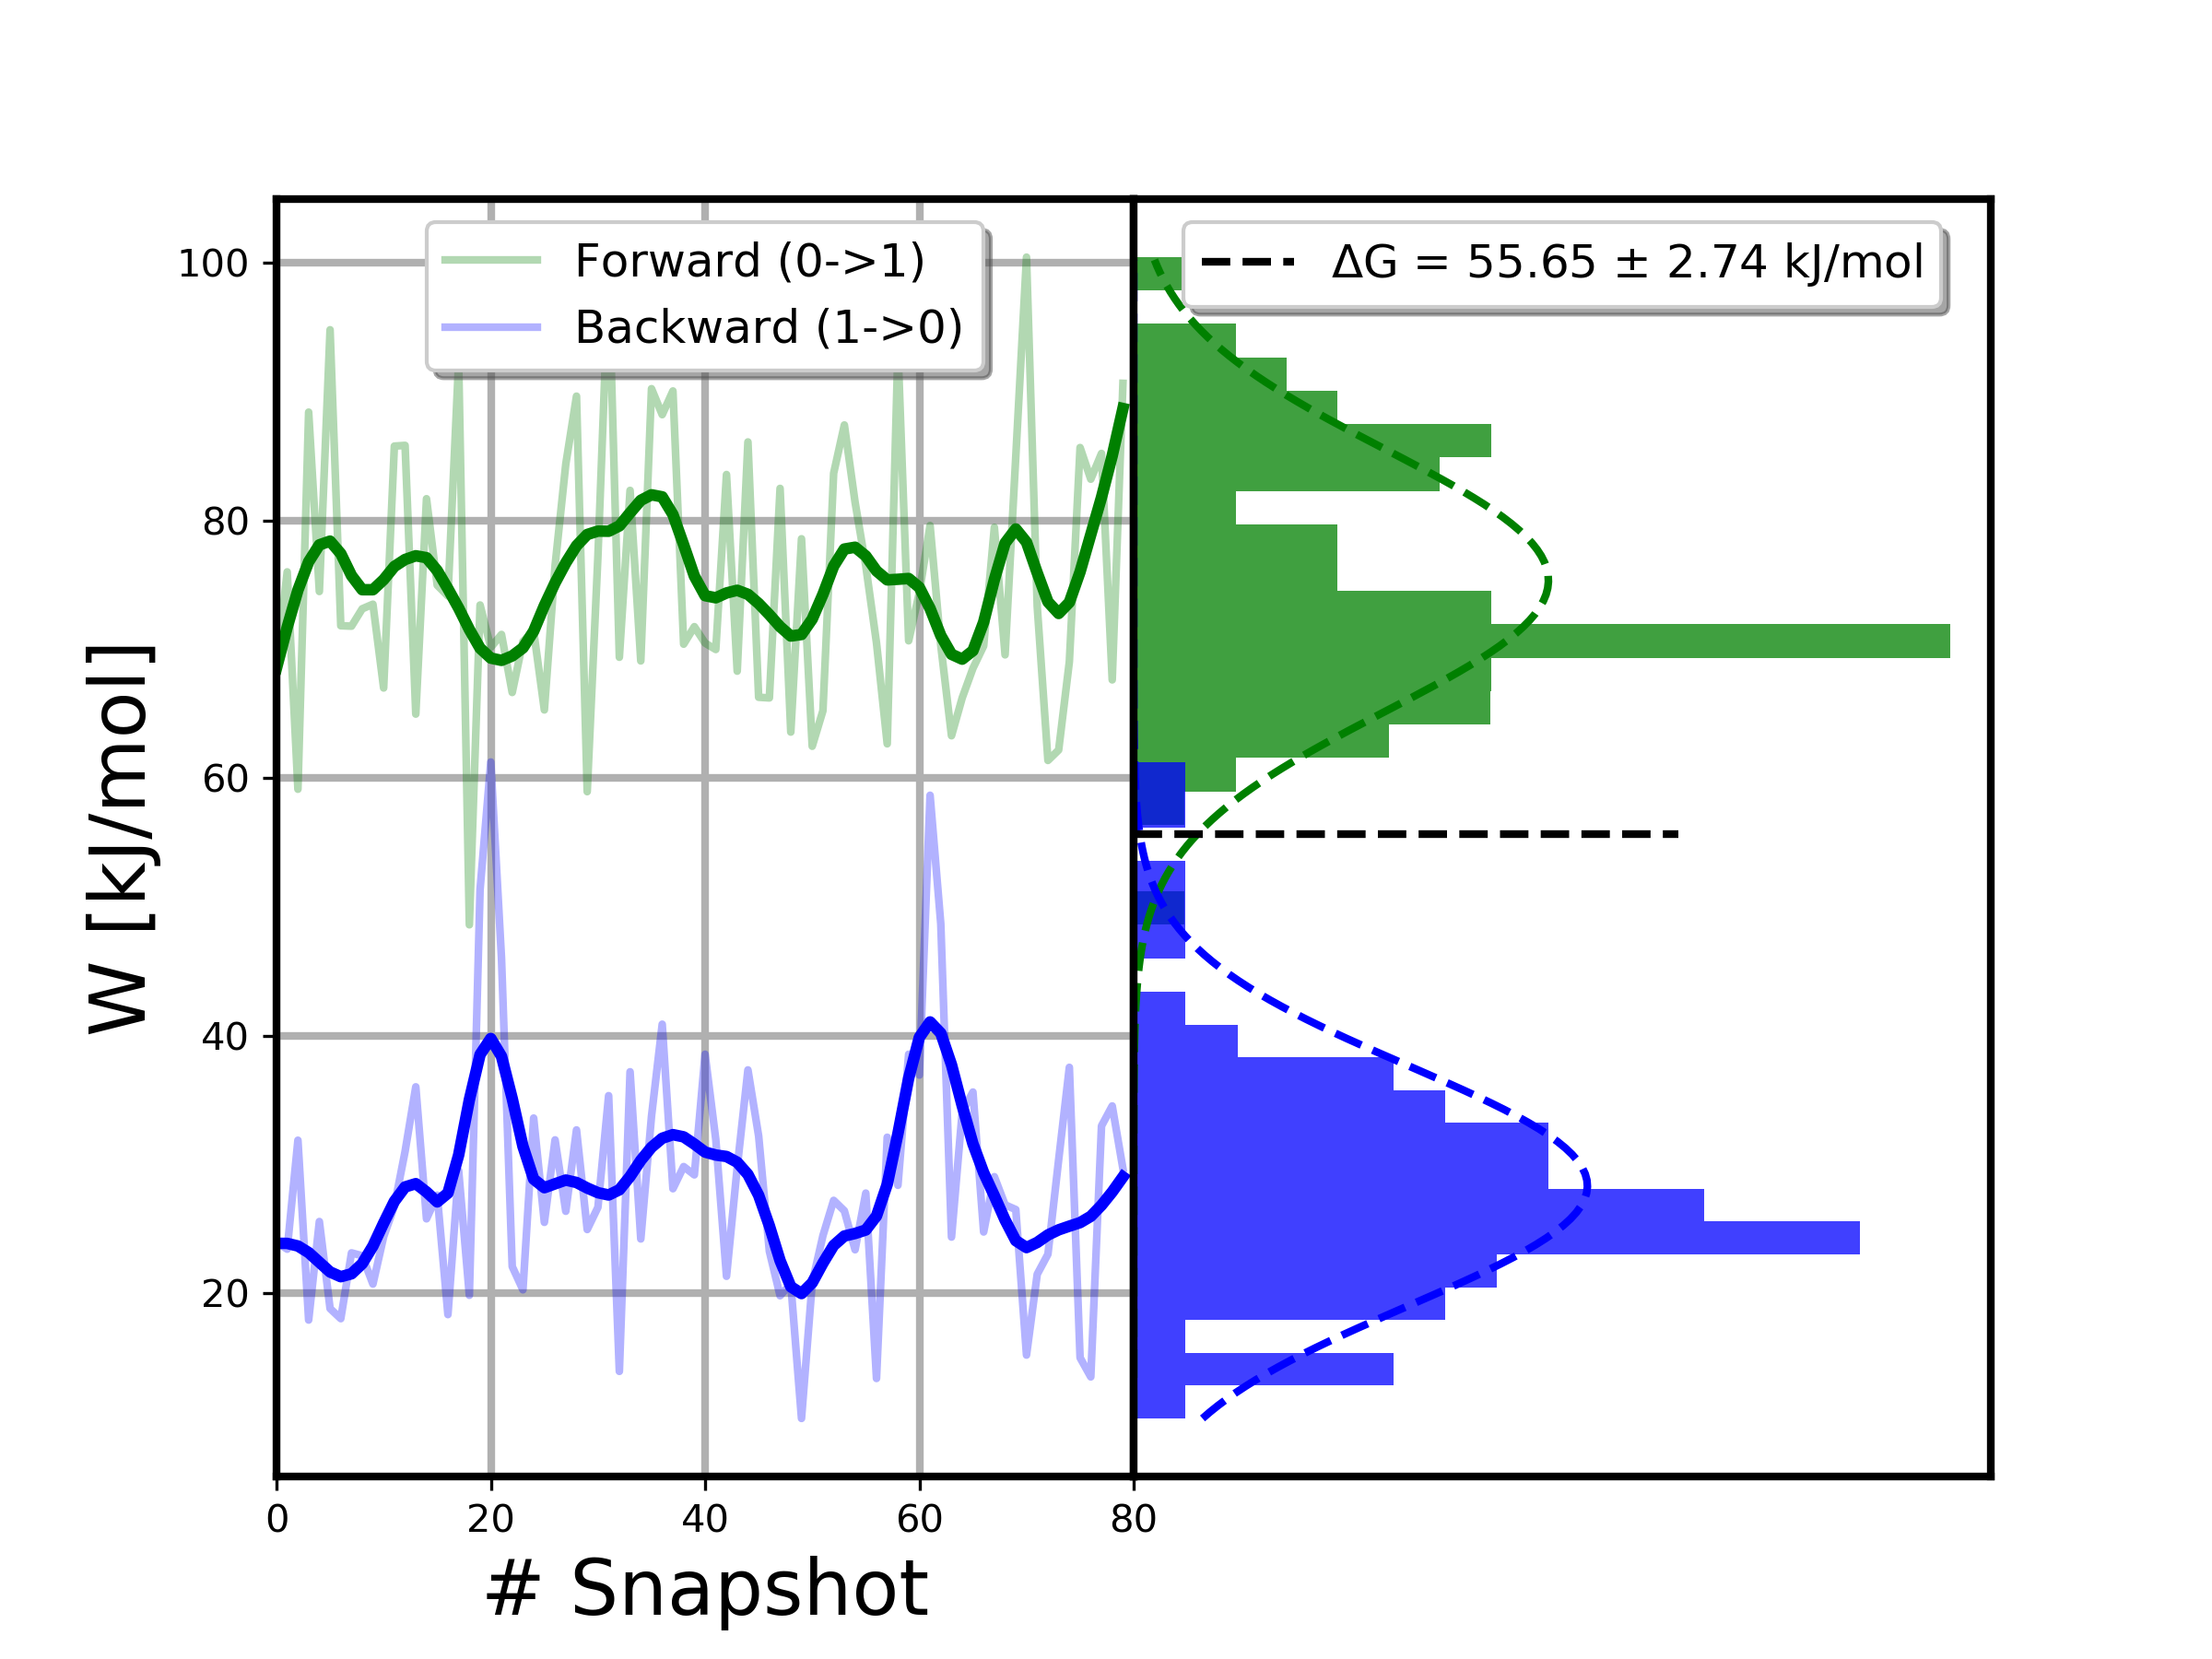 Forward (0->1)
Backward (1->0)
ΔG = 55.65 ± 2.74 kJ/mol
W [kJ/mol]
100
80
60
40
20
0
20
40
60
80
# Snapshot